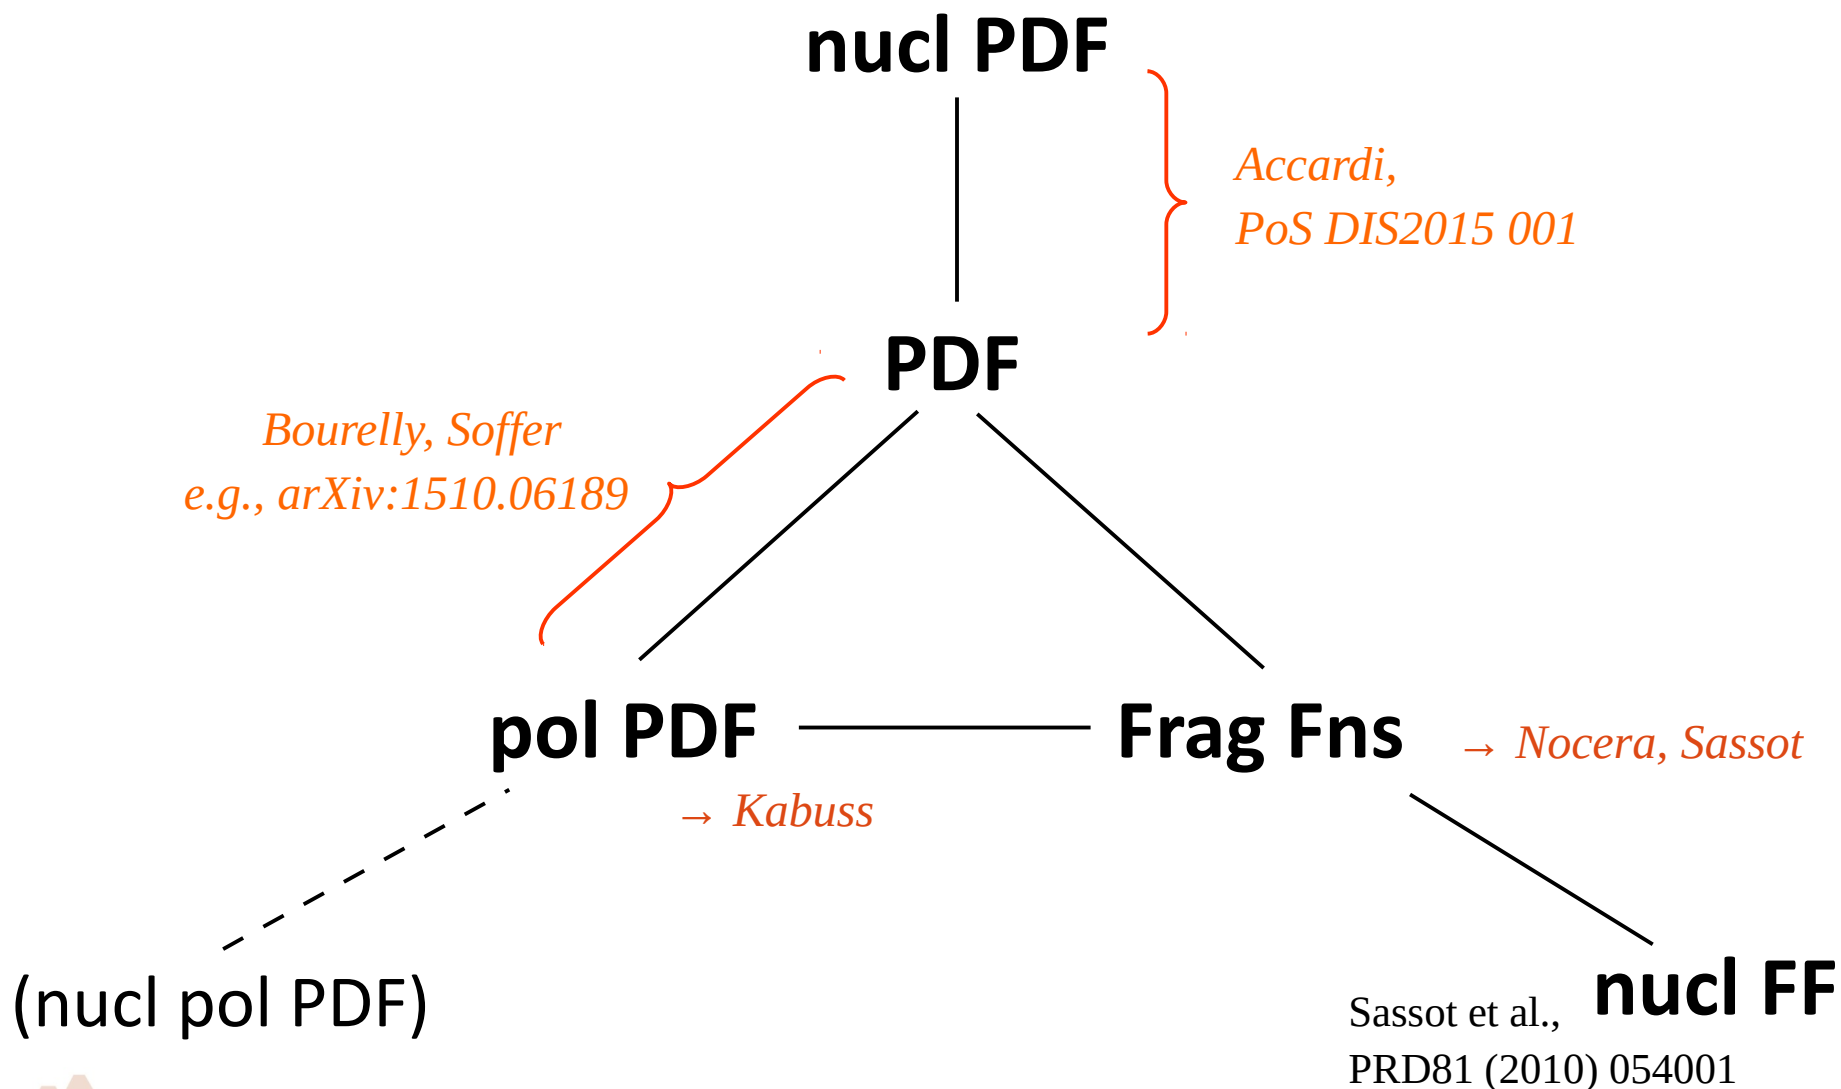 nucl PDF
Accardi,
PoS DIS2015 001
PDF
Bourelly, Soffer
e.g., arXiv:1510.06189
pol PDF
Frag Fns
→ Nocera, Sassot
→ Kabuss
(nucl pol PDF)
nucl FF
Sassot et al.,
PRD81 (2010) 054001